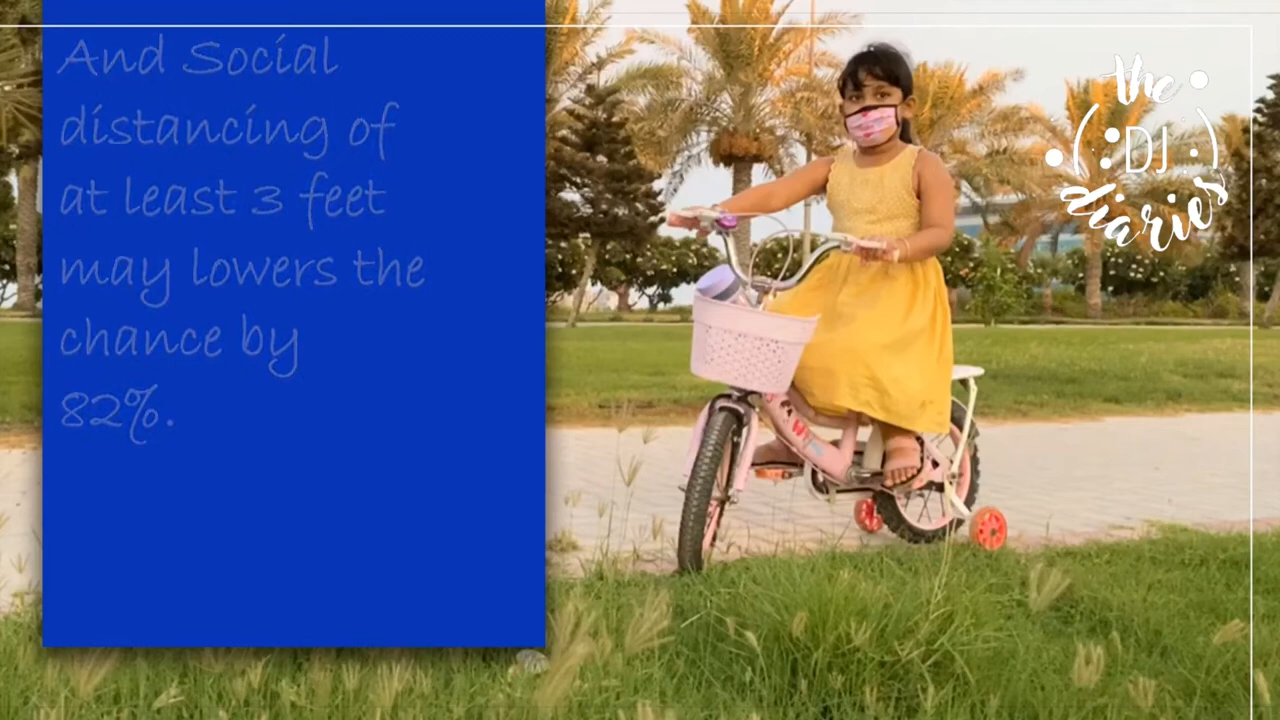 And Social
distancing of
at least 3 feet
may lowers the
chance by
82%.
the
DJ
diaries